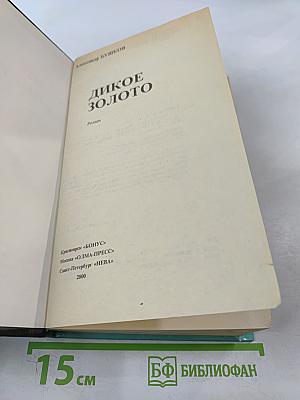 Александр БУШКОВ
ДИКОЕ
ЗОЛОТО
Роман
Красноярск «БОНУС»
Москва «ОЛМА-ПРЕСС»
Санкт-Петербург «НЕВА»
2000
15 см
БФ БИБЛИОФАН